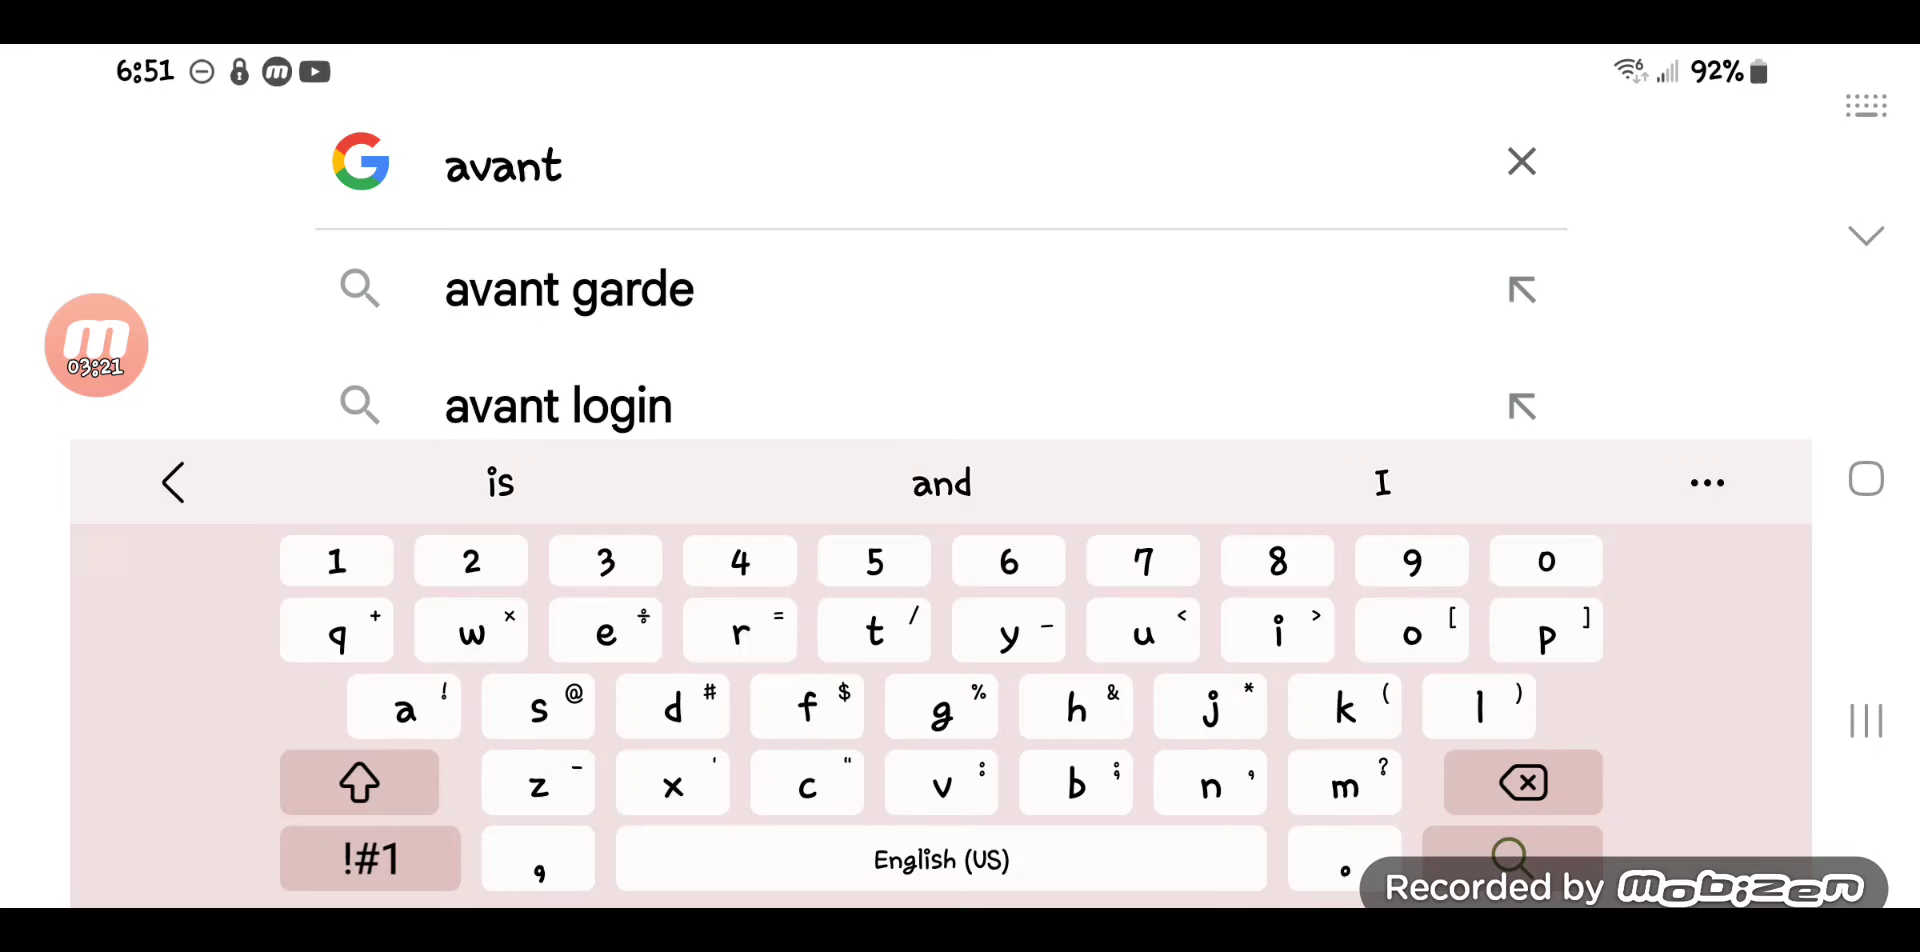 6:51 92%
avant
avant garde
03:21
avant login
is and I ...
1 2 3 4 5 6 7 8 9 0
q + w × e ÷ r = t / y _ u < i > o [ p ]
a ! s @ d # f $ g % h & j * k ( l )
z - x ' c " v : b ; n , m ?
!#1 , English (US) .
Recorded by mobizen